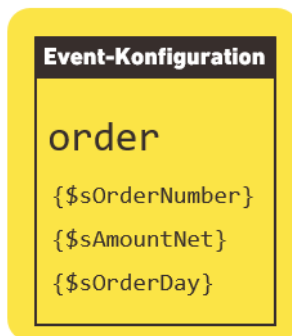 Event-Konfiguration
order
{$sOrderNumber}
{$sAmountNet}
{$sOrderDay}